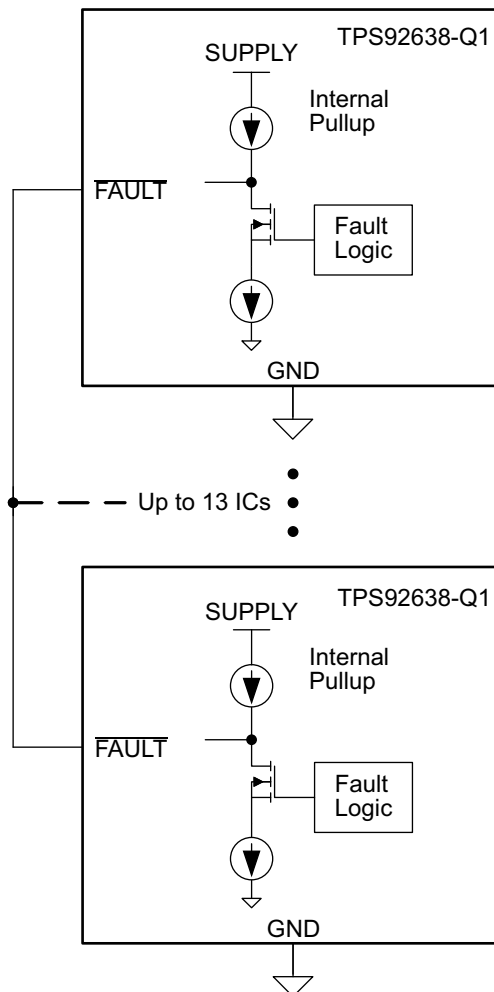 TPS92638-Q1
SUPPLY
Internal
Pullup
FAULT
Fault
Logic
GND
Up to 13 ICs
TPS92638-Q1
SUPPLY
Internal
Pullup
FAULT
Fault
Logic
GND